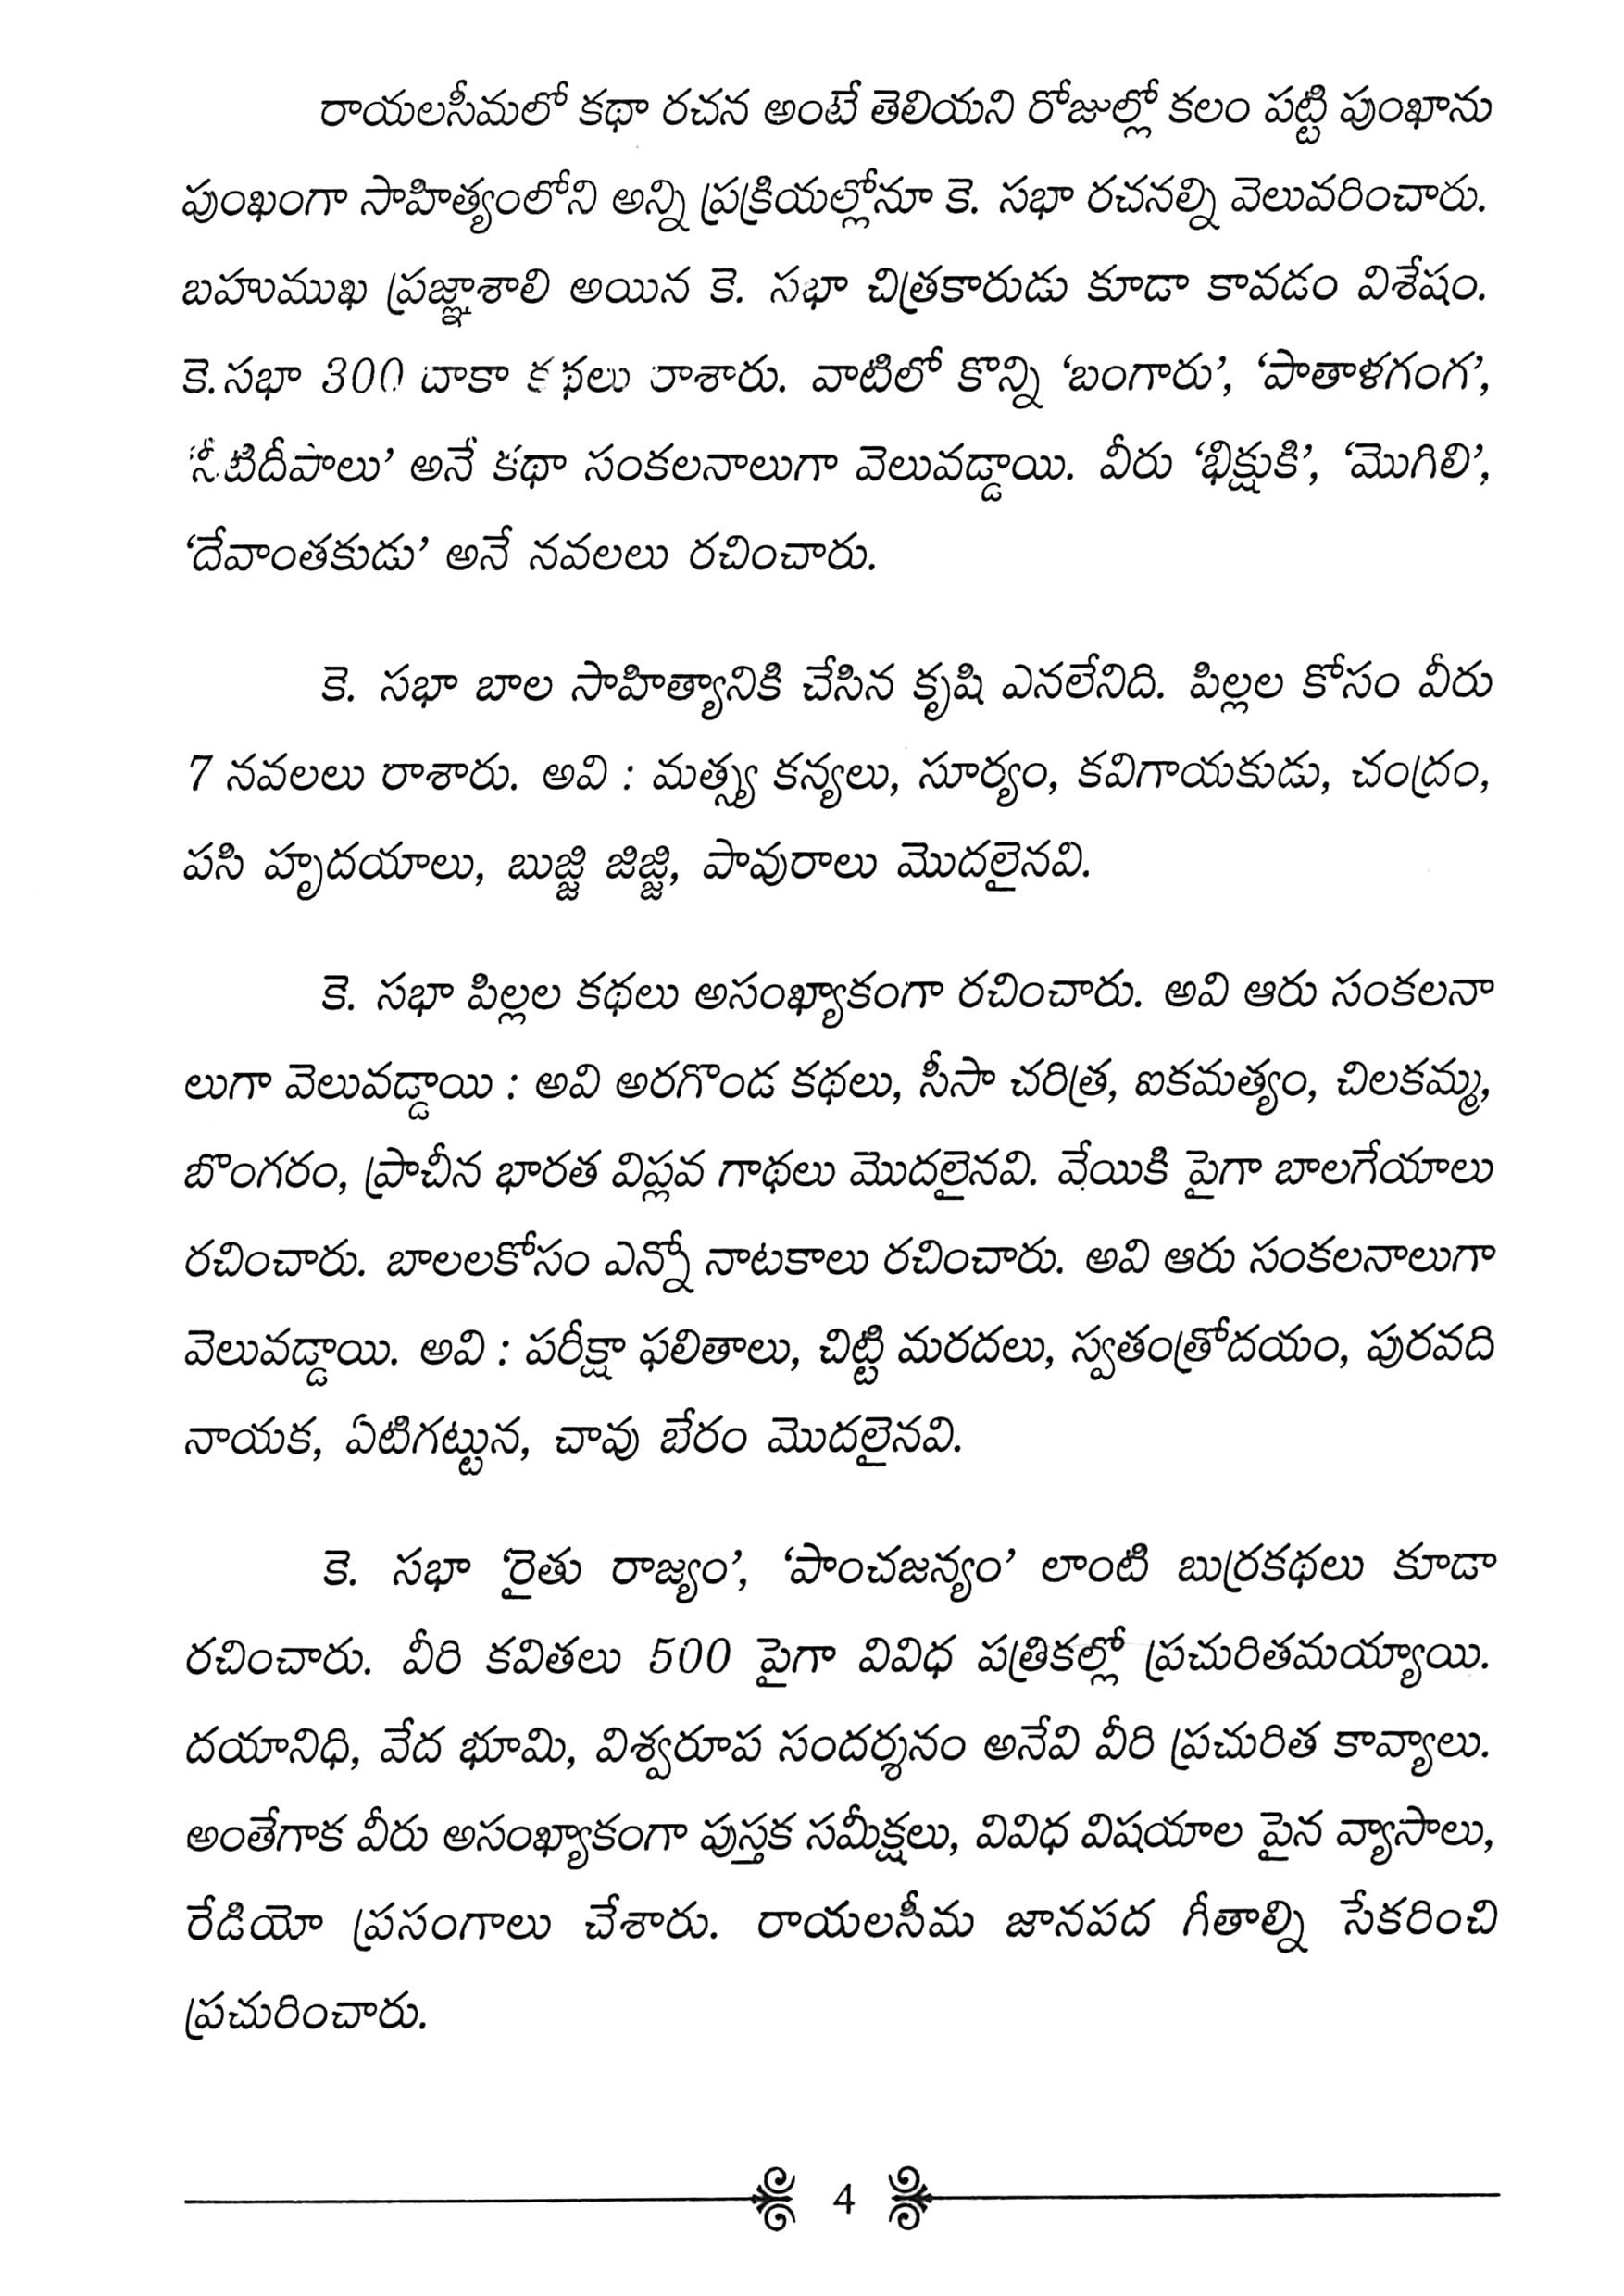 రాయలసీమలో కథా రచన అంటే తెలియని రోజుల్లో కలం పట్టి పుంఖాను
పుంఖంగా సాహిత్యంలోని అన్ని ప్రక్రియల్లోనూ కె. సభా రచనల్ని వెలువరించారు.
బహుముఖ ప్రజ్ఞాశాలి అయిన కె. సభా చిత్రకారుడు కూడా కావడం విశేషం.
కె.సభా 300 దాకా కథలు రాశారు. వాటిలో కొన్ని ‘బంగారు’, ‘పాతాళగంగ’,
అనే కథా సంకలనాలుగా వెలువడ్డాయి. వీరు ‘భిక్షుకి’, ‘మొగిలి’,
‘దేవాంతకుడు’ అనే నవలలు రచించారు.
కె. సభా బాల సాహిత్యానికి చేసిన కృషి ఎనలేనిది. పిల్లల కోసం వీరు
7 నవలలు రాశారు. అవి : మత్స్య కన్యలు, సూర్యం, కవిగాయకుడు, చంద్రం,
పసి హృదయాలు, బుజ్జి జిజ్జి, పావురాలు మొదలైనవి.
కె. సభా పిల్లల కథలు అసంఖ్యాకంగా రచించారు. అవి ఆరు సంకలనా
లుగా వెలువడ్డాయి : అవి అరగొండ కథలు, సీసా చరిత్ర, ఐకమత్యం, చిలకమ్మ,
బొంగరం, ప్రాచీన భారత విప్లవ గాథలు మొదలైనవి. వేయికి పైగా బాలగేయాలు
రచించారు. బాలలకోసం ఎన్నో నాటకాలు రచించారు. అవి ఆరు సంకలనాలుగా
వెలువడ్డాయి. అవి : పరీక్షా ఫలితాలు, చిట్టి మరదలు, స్వతంత్రోదయం, పురవది
నాయక, ఏటిగట్టున, చావు బేరం మొదలైనవి.
కె. సభా ‘రైతు రాజ్యం’, ‘పాంచజన్యం’ లాంటి బుర్రకథలు కూడా
రచించారు. వీరి కవితలు 500 పైగా వివిధ పత్రికల్లో ప్రచురితమయ్యాయి.
దయానిధి, వేద భూమి, విశ్వరూప సందర్శనం అనేవి వీరి ప్రచురిత కావ్యాలు.
అంతేగాక వీరు అసంఖ్యాకంగా పుస్తక సమీక్షలు, వివిధ విషయాల పైన వ్యాసాలు,
రేడియో ప్రసంగాలు చేశారు. రాయలసీమ జానపద గీతాల్ని సేకరించి
ప్రచురించారు.
4